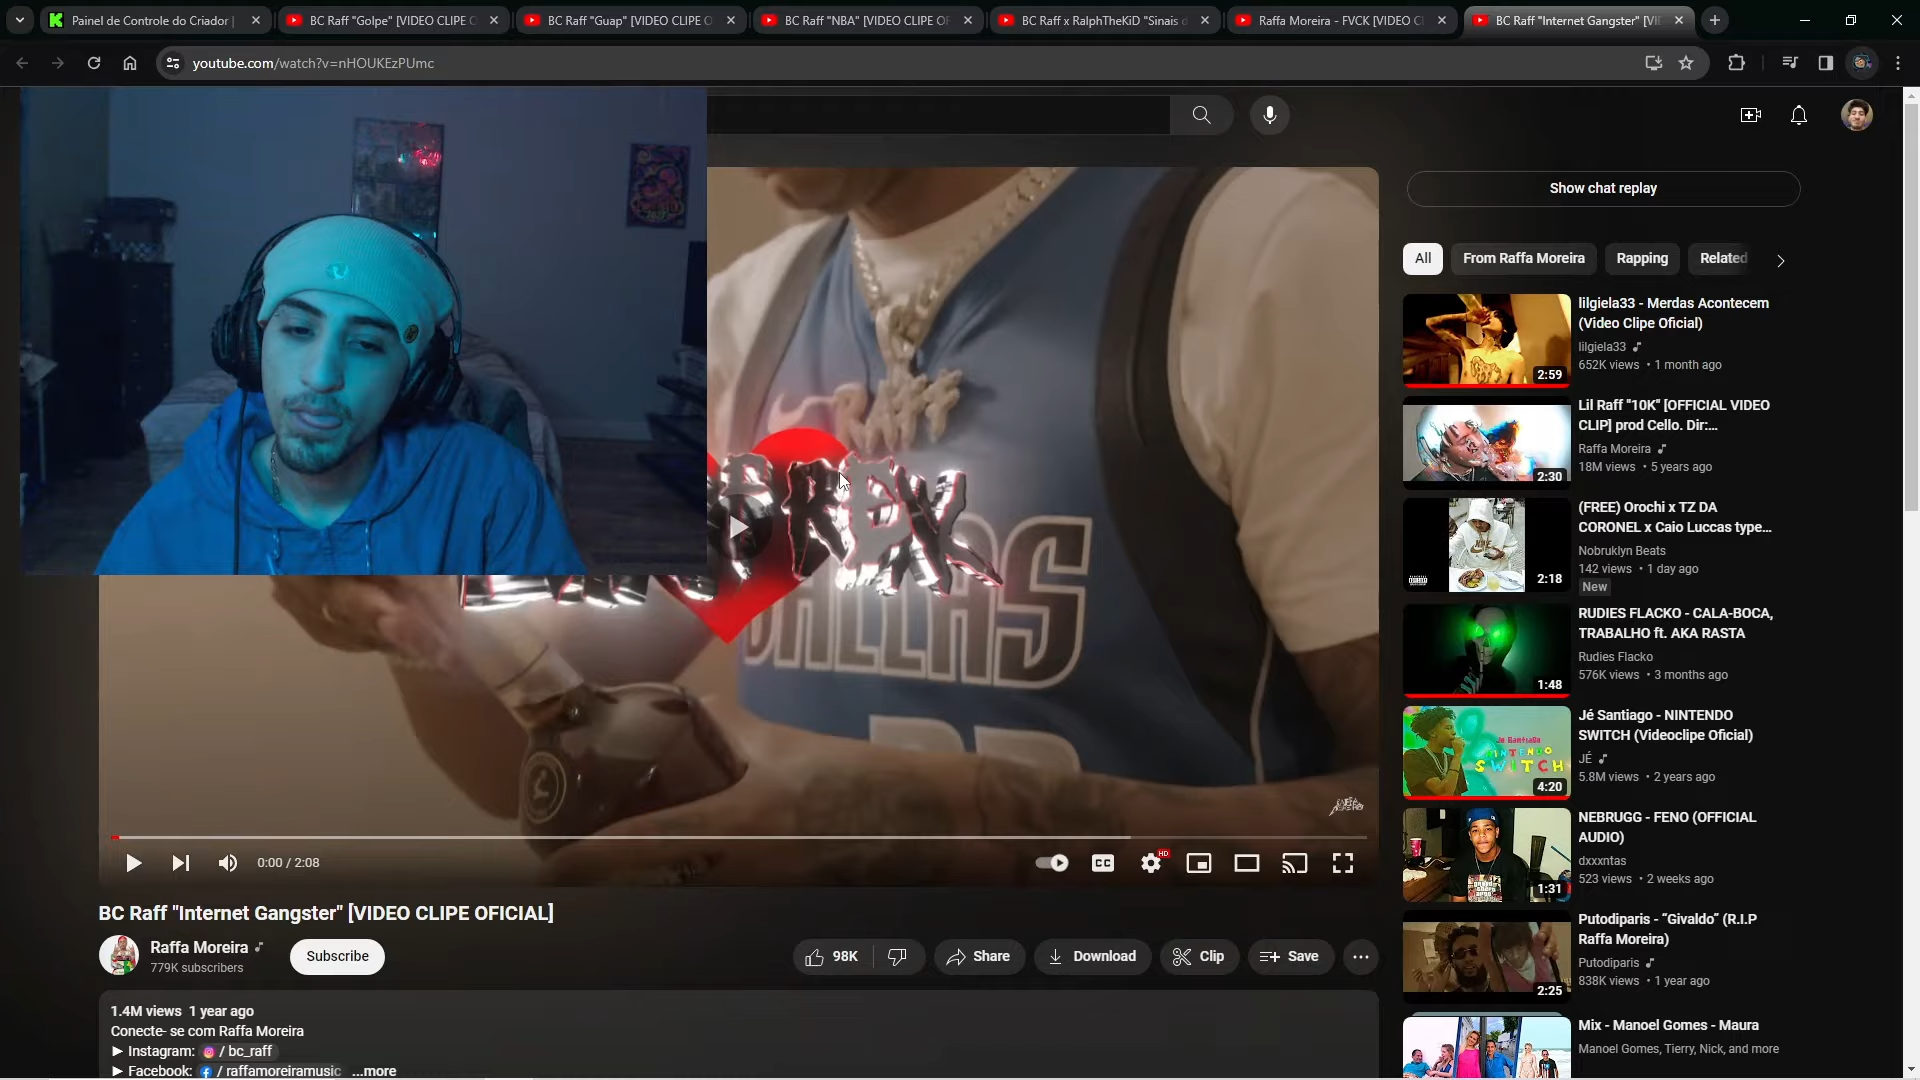 Painel de Controle do Criador |
BC Raff "Golpe" [VIDEO CLIPE O
BC Raff "Guap" [VIDEO CLIPE O
BC Raff "NBA" [VIDEO CLIPE OF
BC Raff x RalphTheKiD "Sinais d
Raffa Moreira - FVCK [VIDEO CL
BC Raff "Internet Gangster" [VI
youtube.com/watch?v=nHOUKEzPUmc
Show chat replay
All
From Raffa Moreira
Rapping
Related
DALLAS
0:00 / 2:08
CC
HD
BC Raff "Internet Gangster" [VIDEO CLIPE OFICIAL]
Raffa Moreira
779K subscribers
Subscribe
98K
Share
Download
Clip
Save
1.4M views 1 year ago
Conecte- se com Raffa Moreira
► Instagram: / bc_raff
► Facebook: / raffamoreiramusic ...more
lilgiela33 - Merdas Acontecem
(Video Clipe Oficial)
lilgiela33
652K views • 1 month ago
2:59
Lil Raff "10K" [OFFICIAL VIDEO
CLIP] prod Cello. Dir:...
Raffa Moreira
18M views • 5 years ago
2:30
(FREE) Orochi x TZ DA
CORONEL x Caio Luccas type...
Nobruklyn Beats
142 views • 1 day ago
New
2:18
RUDIES FLACKO - CALA-BOCA,
TRABALHO ft. AKA RASTA
Rudies Flacko
576K views • 3 months ago
1:48
Jé Santiago - NINTENDO
SWITCH (Videoclipe Oficial)
JÉ
5.8M views • 2 years ago
Jé SantiaGo
NINTENDO
SWITCH
4:20
NEBRUGG - FENO (OFFICIAL
AUDIO)
dxxxntas
523 views • 2 weeks ago
1:31
Putodiparis - “Givaldo” (R.I.P
Raffa Moreira)
Putodiparis
838K views • 1 year ago
2:25
Mix - Manoel Gomes - Maura
Manoel Gomes, Tierry, Nick, and more